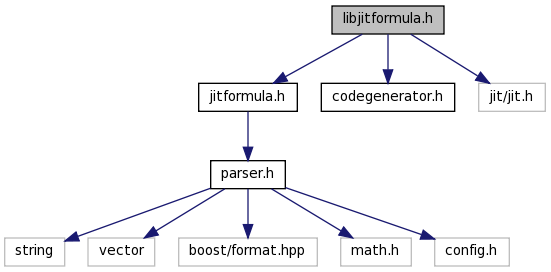 libjitformula.h
jitformula.h
codegenerator.h
jit/jit.h
parser.h
string
vector
boost/format.hpp
math.h
config.h